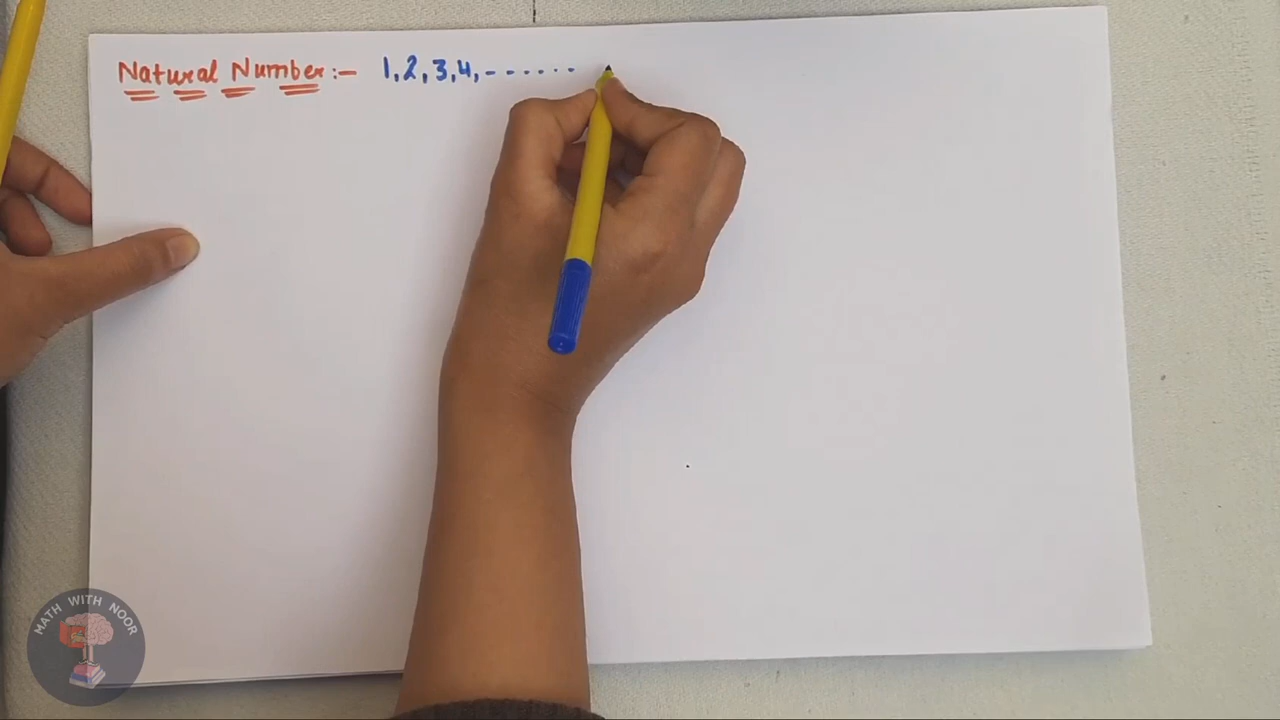 Natural Number :- 1, 2, 3, 4, - - - - - -
MATH WITH NOOR